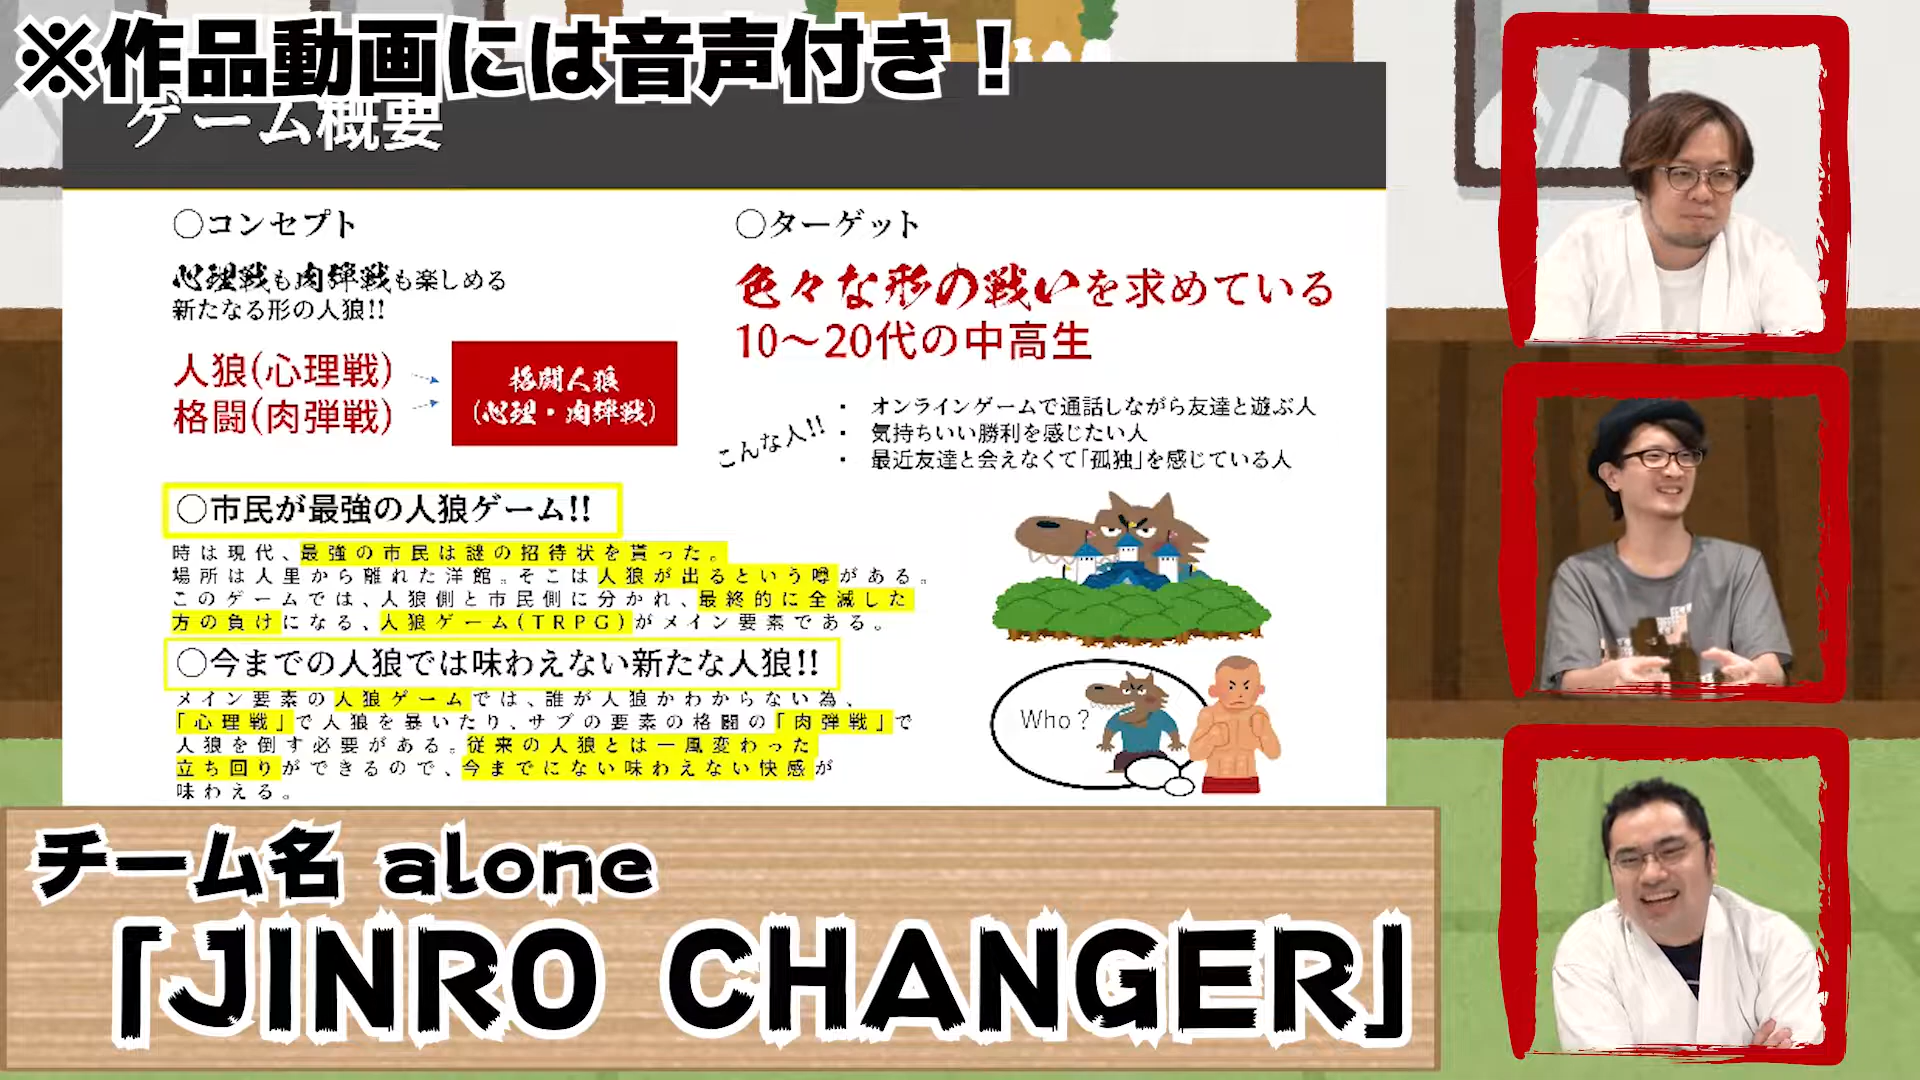 ※作品動画には音声付き！
ゲーム概要
〇コンセプト
心理戦も肉弾戦も楽しめる
新たなる形の人狼!!
人狼(心理戦)
格闘(肉弾戦)
格闘人狼
(心理・肉弾戦)
〇ターゲット
色々な形の戦いを求めている
10～20代の中高生
こんな人!!
・ オンラインゲームで通話しながら友達と遊ぶ人
・ 気持ちいい勝利を感じたい人
・ 最近友達と会えなくて「孤独」を感じている人
〇市民が最強の人狼ゲーム!!
時は現代、最強の市民は謎の招待状を貰った。
場所は人里から離れた洋館。そこは人狼が出るという噂がある。
このゲームでは、人狼側と市民側に分かれ、最終的に全滅した
方の負けになる、人狼ゲーム(TRPG)がメイン要素である。
〇今までの人狼では味わえない新たな人狼!!
メイン要素の人狼ゲームでは、誰が人狼かわからない為、
「心理戦」で人狼を暴いたり、サブの要素の格闘の「肉弾戦」で
人狼を倒す必要がある。従来の人狼とは一風変わった
立ち回りができるので、今までにない味わえない快感が
味わえる。
Who？
チーム名 alone
「JINRO CHANGER」